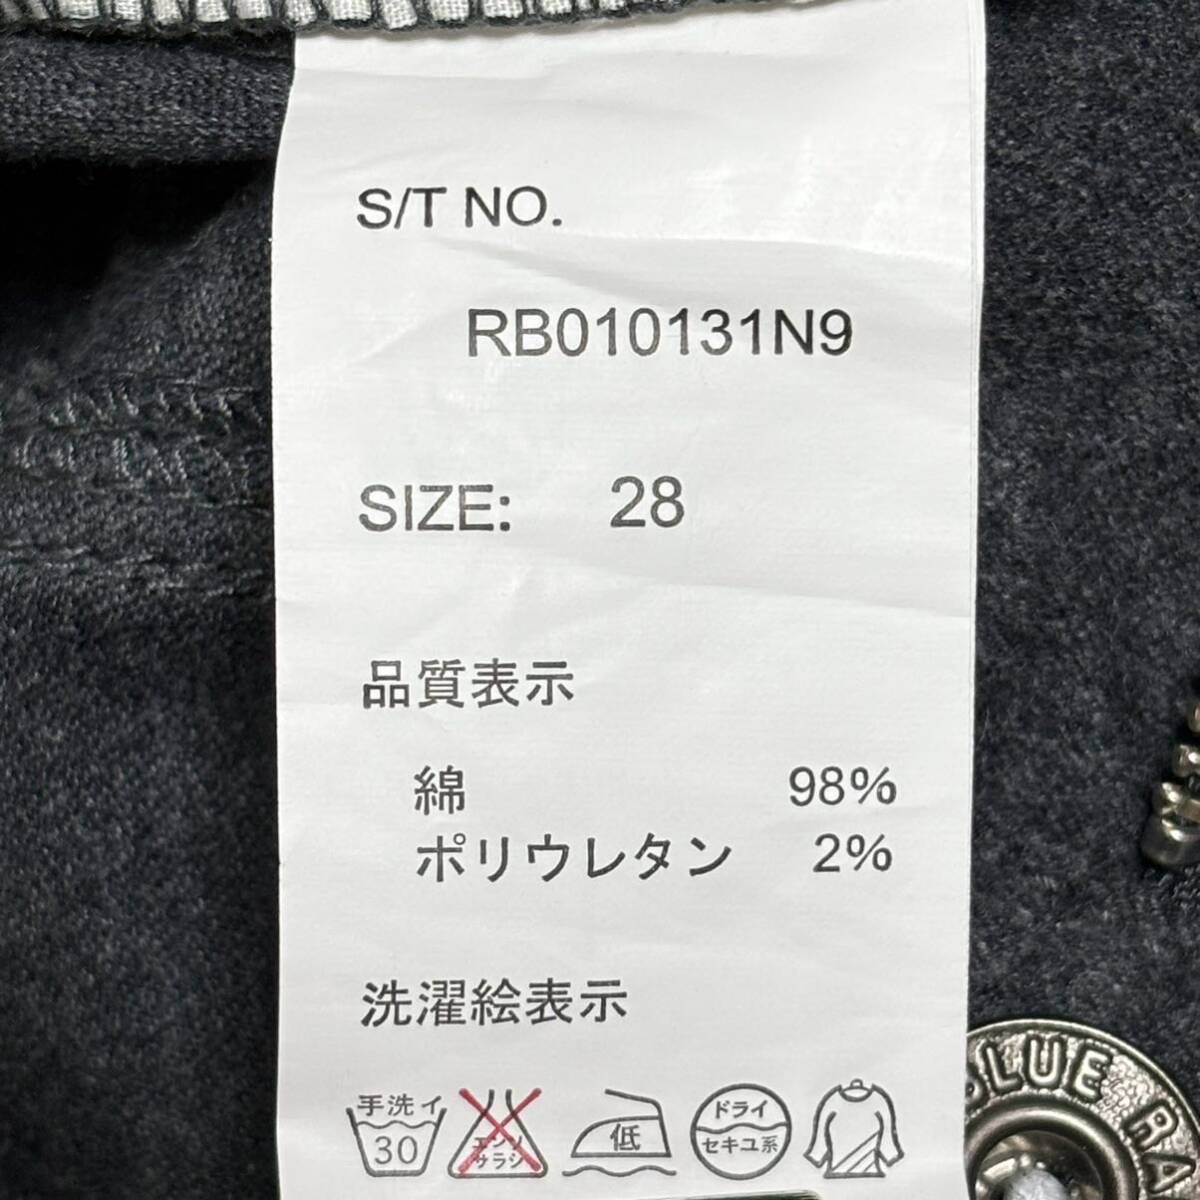 S/T NO.
RB010131N9
SIZE: 28
品質表示
綿 98%
ポリウレタン 2%
洗濯絵表示
手洗イ
30
エンソ
サラシ
低
ドライ
セキユ系
BLUE RA